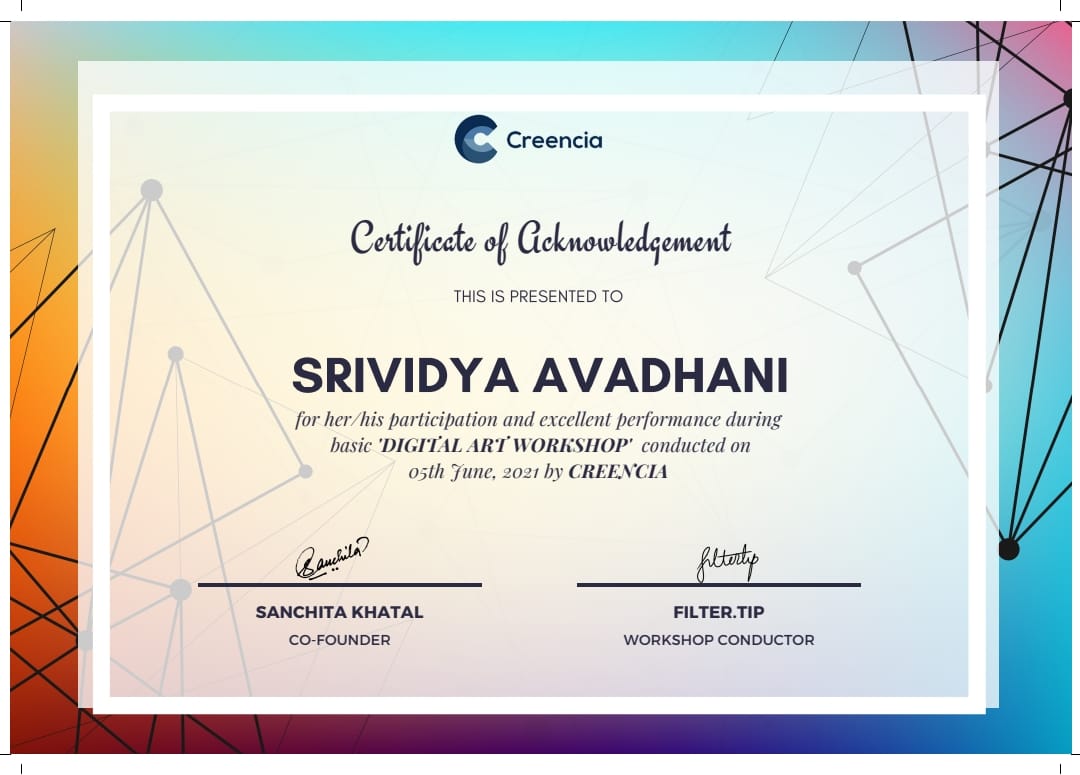 Creencia
Certificate of Acknowledgement
THIS IS PRESENTED TO
SRIVIDYA AVADHANI
for her/his participation and excellent performance during
basic 'DIGITAL ART WORKSHOP' conducted on
05th June, 2021 by CREENCIA
Sanchita
filtertip
SANCHITA KHATAL
FILTER.TIP
CO-FOUNDER
WORKSHOP CONDUCTOR